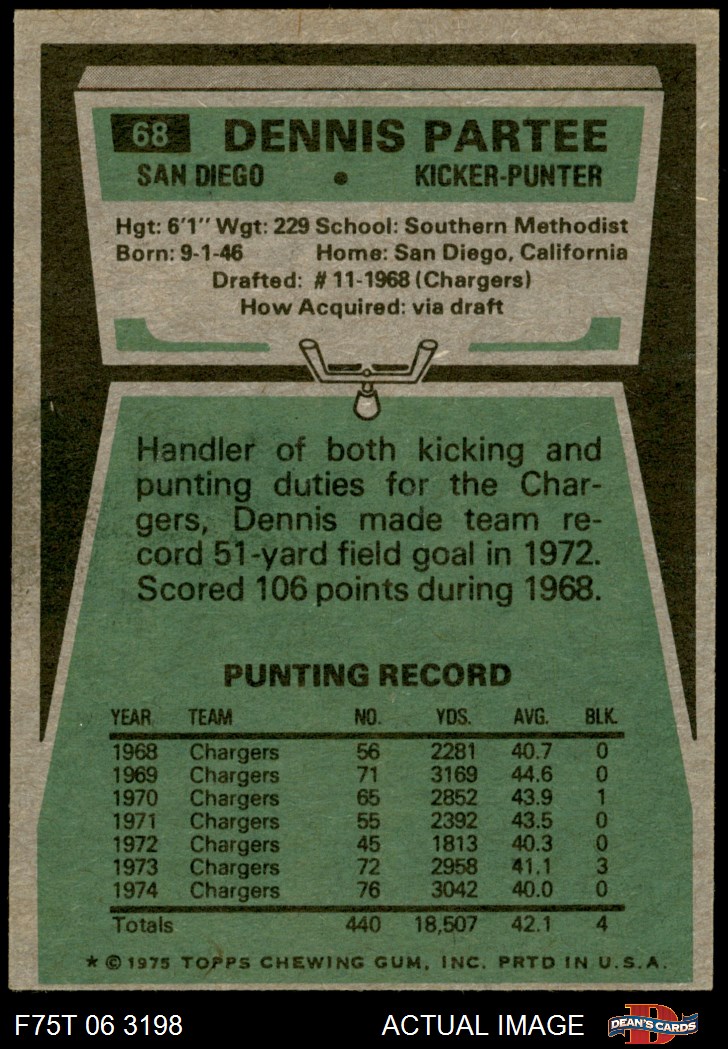 68 DENNIS PARTEE
SAN DIEGO • KICKER-PUNTER
Hgt: 6'1" Wgt: 229 School: Southern Methodist
Born: 9-1-46 Home: San Diego, California
Drafted: #11-1968 (Chargers)
How Acquired: via draft
Handler of both kicking and
punting duties for the Char-
gers, Dennis made team re-
cord 51-yard field goal in 1972.
Scored 106 points during 1968.
PUNTING RECORD
YEAR TEAM NO. YDS. AVG. BLK.
1968 Chargers 56 2281 40.7 0
1969 Chargers 71 3169 44.6 0
1970 Chargers 65 2852 43.9 1
1971 Chargers 55 2392 43.5 0
1972 Chargers 45 1813 40.3 0
1973 Chargers 72 2958 41.1 3
1974 Chargers 76 3042 40.0 0
Totals 440 18,507 42.1 4
* © 1975 TOPPS CHEWING GUM, INC. PRTD IN U.S.A.
F75T 06 3198 ACTUAL IMAGE D DEAN'S CARDS